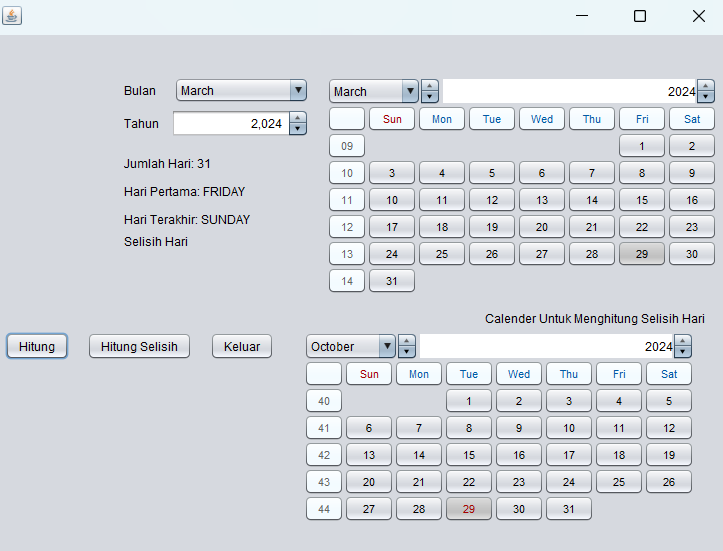 Bulan March March 2024
Tahun 2,024 Sun Mon Tue Wed Thu Fri Sat
09 1 2
Jumlah Hari: 31
10 3 4 5 6 7 8 9
Hari Pertama: FRIDAY
11 10 11 12 13 14 15 16
Hari Terakhir: SUNDAY
12 17 18 19 20 21 22 23
Selisih Hari
13 24 25 26 27 28 29 30
14 31
Calender Untuk Menghitung Selisih Hari
Hitung Hitung Selisih Keluar October 2024
Sun Mon Tue Wed Thu Fri Sat
40 1 2 3 4 5
41 6 7 8 9 10 11 12
42 13 14 15 16 17 18 19
43 20 21 22 23 24 25 26
44 27 28 29 30 31